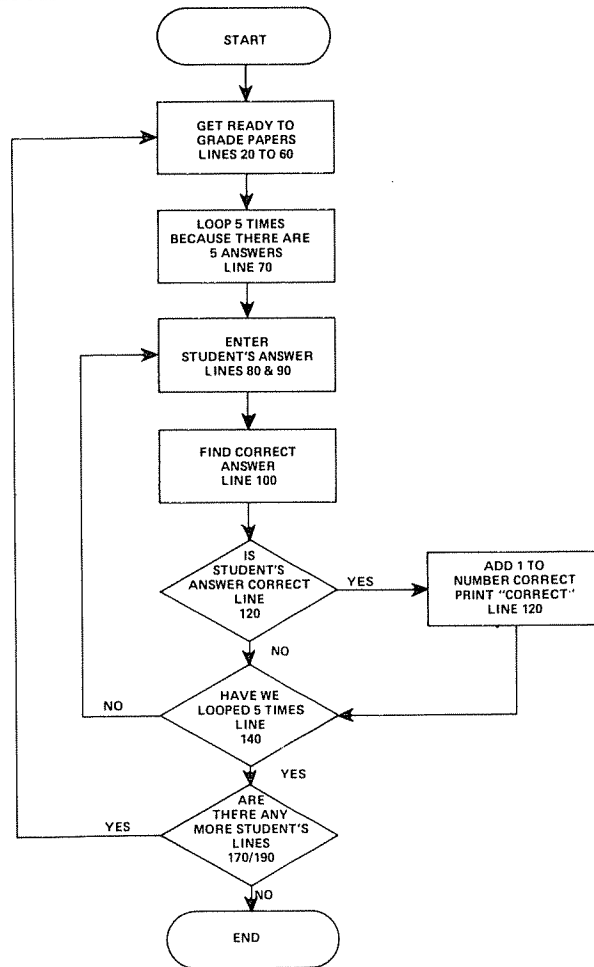 START
GET READY TO
GRADE PAPERS
LINES 20 TO 60
LOOP 5 TIMES
BECAUSE THERE ARE
5 ANSWERS
LINE 70
ENTER
STUDENT'S ANSWER
LINES 80 & 90
FIND CORRECT
ANSWER
LINE 100
IS
STUDENT'S
ANSWER CORRECT
LINE
120
YES
ADD 1 TO
NUMBER CORRECT
PRINT "CORRECT"
LINE 120
NO
HAVE WE
LOOPED 5 TIMES
LINE
140
NO
YES
ARE
THERE ANY
MORE STUDENT'S
LINES
170/190
YES
NO
END